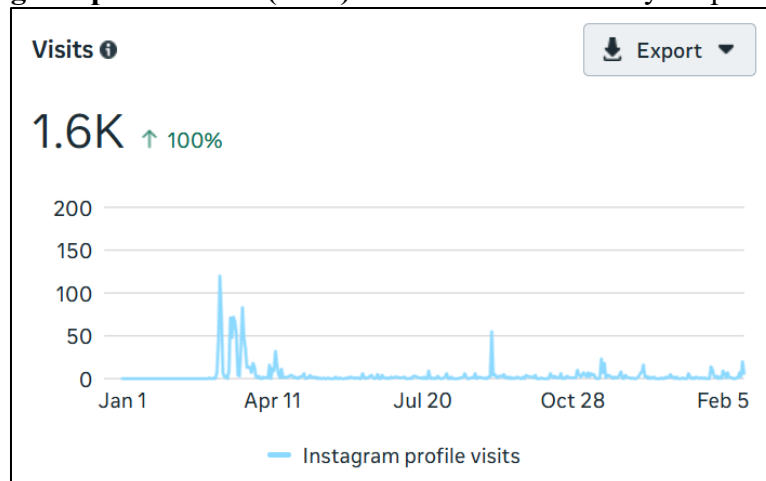 Visits
Export
1.6K ↑ 100%
200
150
100
50
0
Jan 1 Apr 11 Jul 20 Oct 28 Feb 5
Instagram profile visits